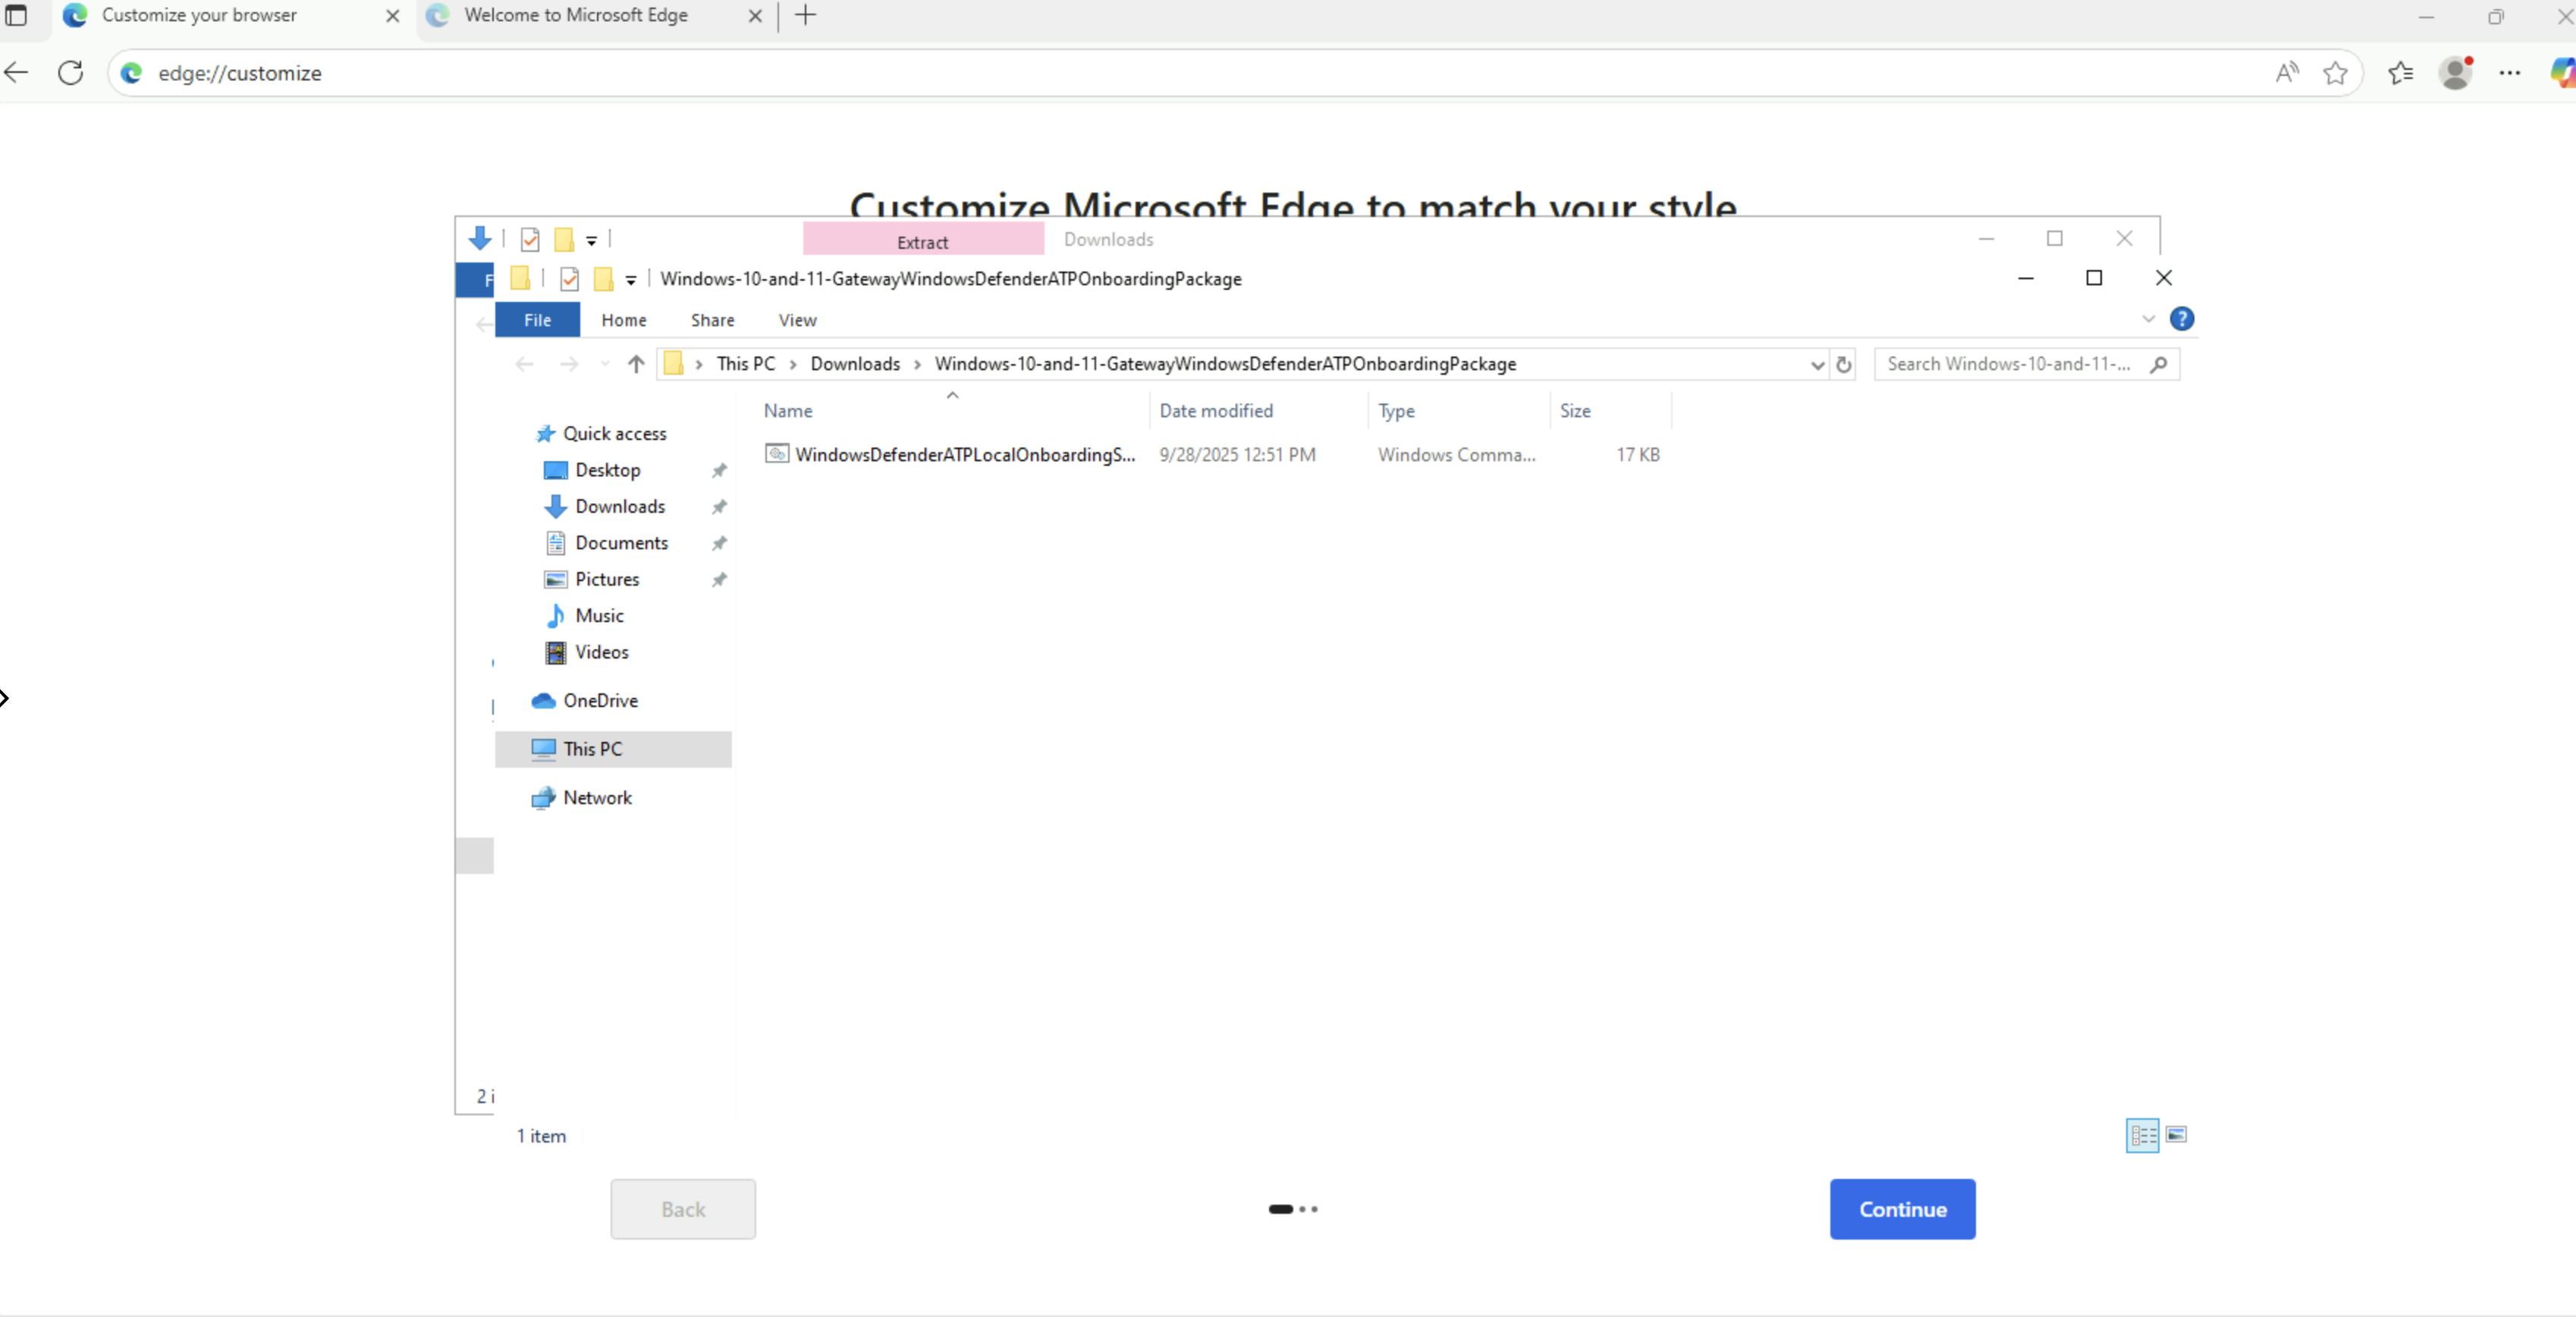 Customize your browser
Welcome to Microsoft Edge
edge://customize
Customize Microsoft Edge to match your style
Extract
Downloads
F
Windows-10-and-11-GatewayWindowsDefenderATPOnboardingPackage
File Home Share View
This PC > Downloads > Windows-10-and-11-GatewayWindowsDefenderATPOnboardingPackage
Search Windows-10-and-11-...
Name Date modified Type Size
WindowsDefenderATPLocalOnboardingS... 9/28/2025 12:51 PM Windows Comma... 17 KB
Quick access
Desktop
Downloads
Documents
Pictures
Music
Videos
OneDrive
This PC
Network
2 i
1 item
Back
Continue